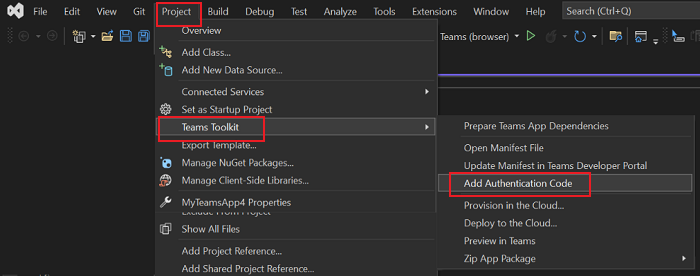 File Edit View Git Project Build Debug Test Analyze Tools Extensions Window Help Search (Ctrl+Q)
Overview
Teams (browser)
Add Class...
Add New Data Source...
Connected Services
Set as Startup Project
Teams Toolkit
Export Template...
Manage NuGet Packages...
Manage Client-Side Libraries...
MyTeamsApp4 Properties
Exclude From Project
Show All Files
Add Project Reference...
Add Shared Project Reference...
Prepare Teams App Dependencies
Open Manifest File
Update Manifest in Teams Developer Portal
Add Authentication Code
Provision in the Cloud...
Deploy to the Cloud...
Preview in Teams
Zip App Package